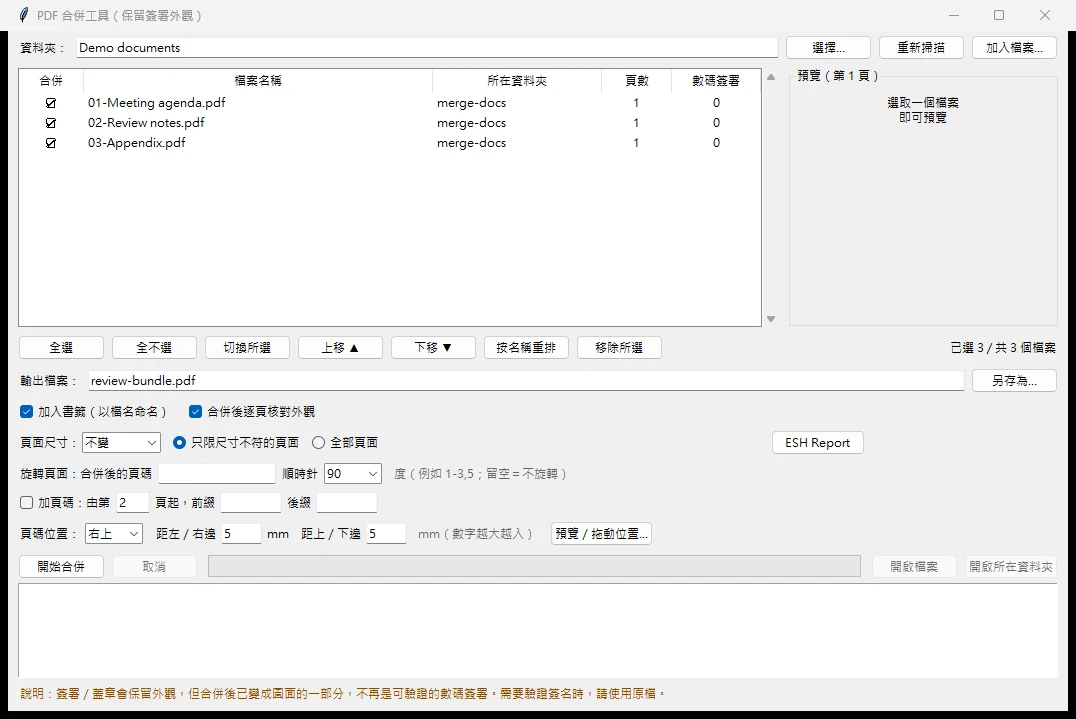 PDF 合併工具（保留簽署外觀）
資料夾： Demo documents 選擇... 重新掃描 加入檔案...
合併 檔案名稱 所在資料夾 頁數 數碼簽署
01-Meeting agenda.pdf merge-docs 1 0
02-Review notes.pdf merge-docs 1 0
03-Appendix.pdf merge-docs 1 0
預覽（第 1 頁）
選取一個檔案
即可預覽
全選 全不選 切換所選 上移▲ 下移▼ 按名稱重排 移除所選 已選 3 / 共 3 個檔案
輸出檔案： review-bundle.pdf 另存為...
加入書籤（以檔名命名） 合併後逐頁核對外觀
頁面尺寸： 不變 只限尺寸不符的頁面 全部頁面 ESH Report
旋轉頁面：合併後的頁碼 順時針 90 度（例如 1-3,5；留空＝不旋轉）
加頁碼：由第 2 頁起，前綴 後綴
頁碼位置： 右上 距左 / 右邊 5 mm 距上 / 下邊 5 mm（數字越大越入） 預覽 / 拖動位置...
開始合併 取消 開啟檔案 開啟所在資料夾
說明：簽署 / 蓋章會保留外觀，但合併後已變成畫面的一部分，不再是可驗證的數碼簽署。需要驗證簽名時，請使用原檔。